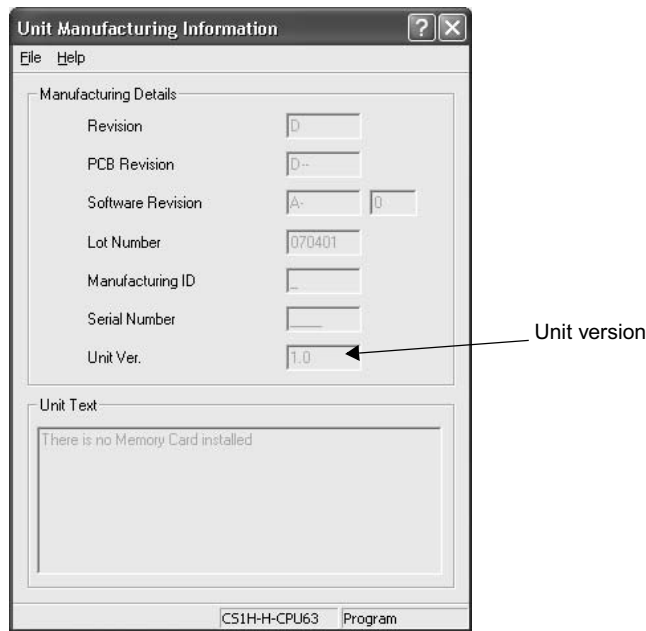 Unit Manufacturing Information
File Help
Manufacturing Details
Revision D
PCB Revision D--
Software Revision A- 0
Lot Number 070401
Manufacturing ID _
Serial Number ____
Unit Ver. 1.0
Unit version
Unit Text
There is no Memory Card installed
CS1H-H-CPU63 Program